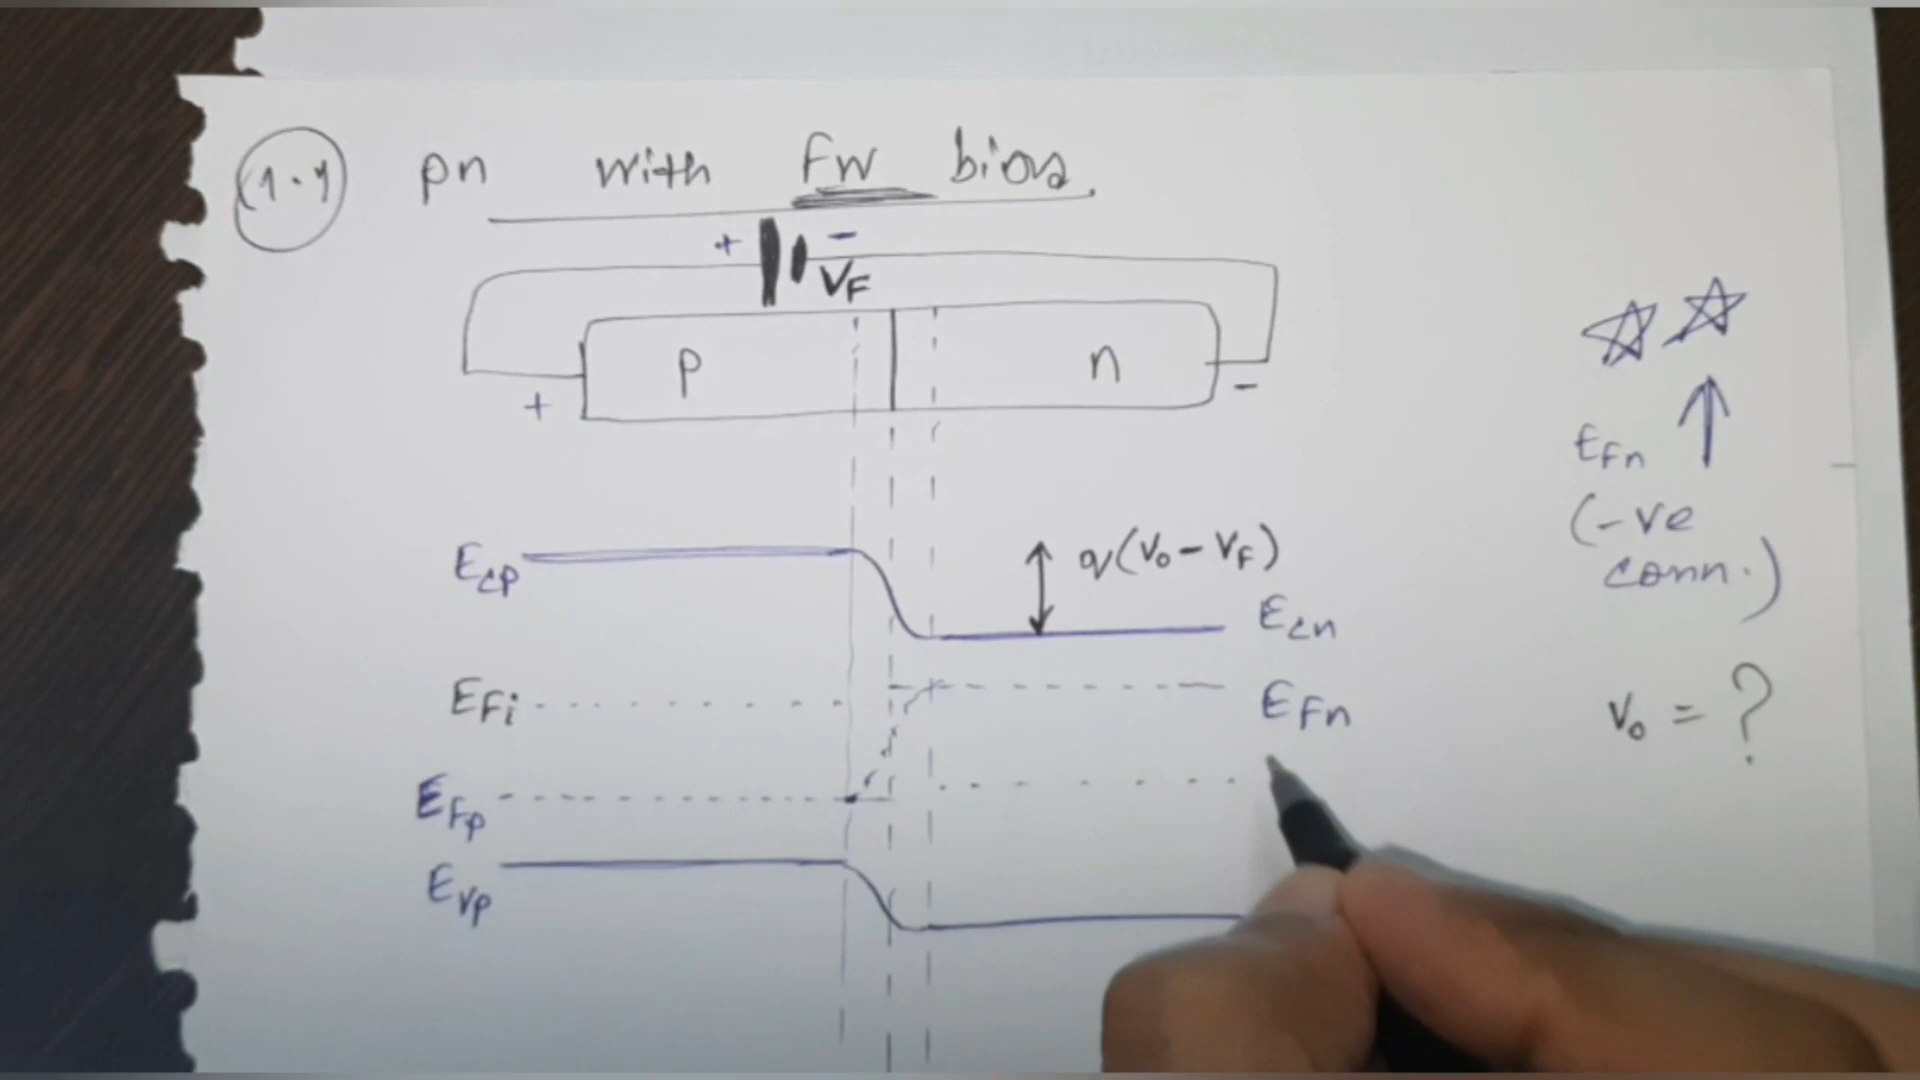 (1.4) pn with FW bias.
+ -
VF
p n
+ -
EFn
(-ve
conn.)
Ecp q(V0 - VF)
Ecn
EFi EFn
V0 = ?
EFp
EVp